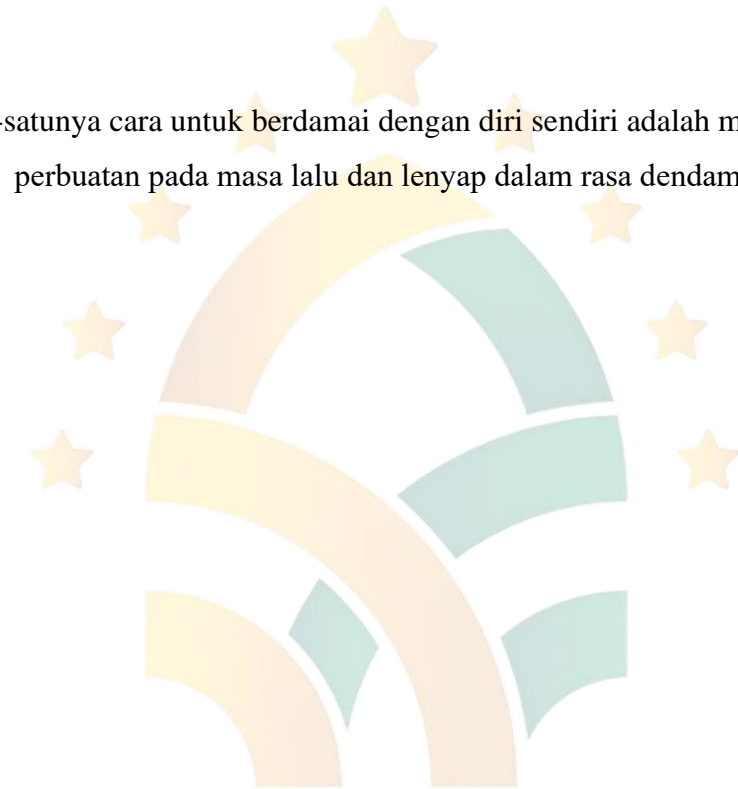 -satunya cara untuk berdamai dengan diri sendiri adalah
perbuatan pada masa lalu dan lenyap dalam rasa dendam